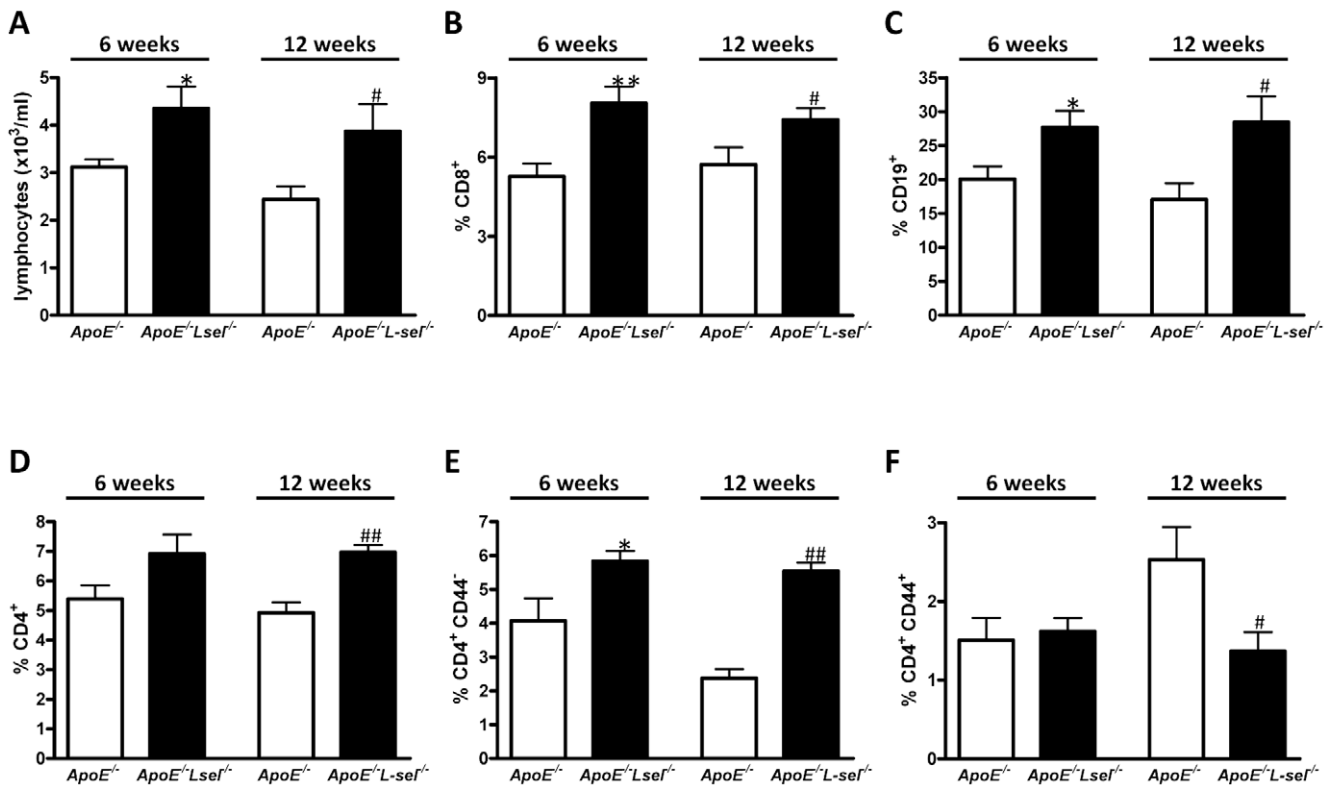 A
6 weeks
12 weeks
lymphocytes (x10³/ml)
5
4
3
2
1
0
*
#
ApoE⁻/⁻
ApoE⁻/⁻Lsel⁻/⁻
ApoE⁻/⁻
ApoE⁻/⁻L-sel⁻/⁻
B
6 weeks
12 weeks
% CD8⁺
9
6
3
0
**
#
ApoE⁻/⁻
ApoE⁻/⁻Lsel⁻/⁻
ApoE⁻/⁻
ApoE⁻/⁻L-sel⁻/⁻
C
6 weeks
12 weeks
% CD19⁺
35
30
25
20
15
10
5
0
*
#
ApoE⁻/⁻
ApoE⁻/⁻Lsel⁻/⁻
ApoE⁻/⁻
ApoE⁻/⁻L-sel⁻/⁻
D
6 weeks
12 weeks
% CD4⁺
8
7
6
5
4
3
2
1
0
##
ApoE⁻/⁻
ApoE⁻/⁻Lsel⁻/⁻
ApoE⁻/⁻
ApoE⁻/⁻L-sel⁻/⁻
E
6 weeks
12 weeks
% CD4⁺ CD44⁻
7
6
5
4
3
2
1
0
*
##
ApoE⁻/⁻
ApoE⁻/⁻Lsel⁻/⁻
ApoE⁻/⁻
ApoE⁻/⁻L-sel⁻/⁻
F
6 weeks
12 weeks
% CD4⁺ CD44⁺
3
2
1
0
#
ApoE⁻/⁻
ApoE⁻/⁻Lsel⁻/⁻
ApoE⁻/⁻
ApoE⁻/⁻L-sel⁻/⁻